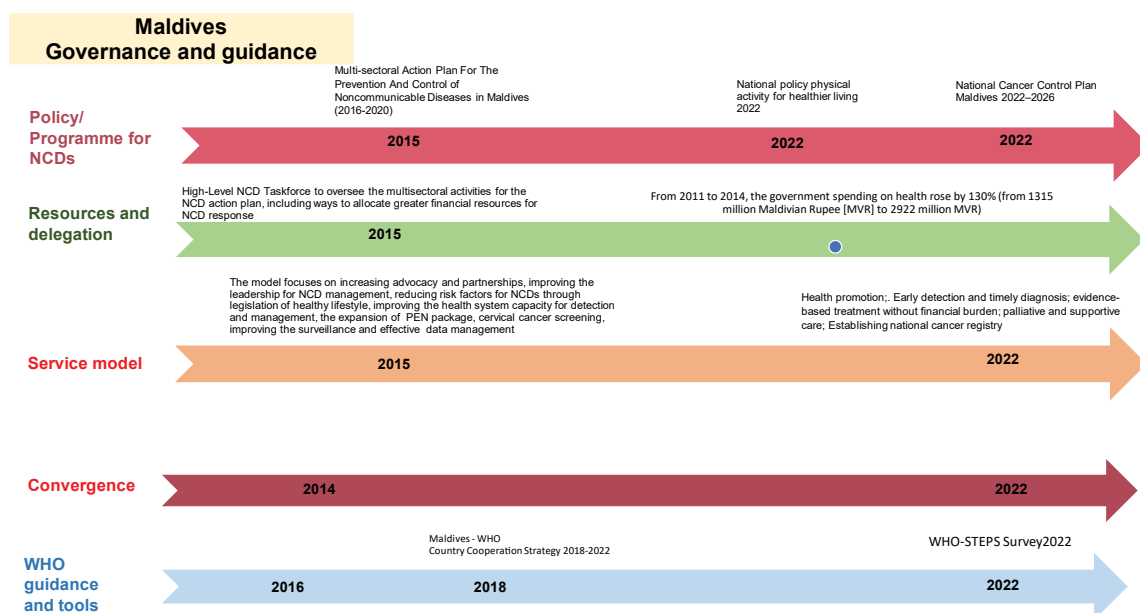 Maldives
Governance and guidance
Multi-sectoral Action Plan For The
Prevention And Control of
Noncommunicable Diseases in Maldives
(2016-2020)
National policy physical
activity for healthier living
2022
National Cancer Control Plan
Maldives 2022–2026
Policy/
Programme for
NCDs
2015
2022
2022
High-Level NCD Taskforce to oversee the multisectoral activities for the
NCD action plan, including ways to allocate greater financial resources for
NCD response
From 2011 to 2014, the government spending on health rose by 130% (from 1315
million Maldivian Rupee [MVR] to 2922 million MVR)
Resources and
delegation
2015
The model focuses on increasing advocacy and partnerships, improving the
leadership for NCD management, reducing risk factors for NCDs through
legislation of healthy lifestyle, improving the health system capacity for detection
and management, the expansion of PEN package, cervical cancer screening,
improving the surveillance and effective data management
Health promotion;. Early detection and timely diagnosis; evidence-
based treatment without financial burden; palliative and supportive
care; Establishing national cancer registry
Service model
2015
2022
Convergence
2014
2022
Maldives - WHO
Country Cooperation Strategy 2018-2022
WHO-STEPS Survey2022
WHO
guidance
and tools
2016
2018
2022